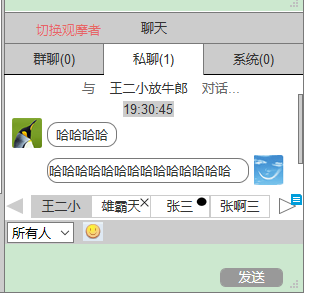 切换观摩者 聊天
群聊(0) 私聊(1) 系统(0)
与 王二小放牛郎 对话...
19:30:45
哈哈哈哈
哈哈哈哈哈哈哈哈哈哈哈哈哈哈
王二小 雄霸天 张三 张啊三
所有人
发送